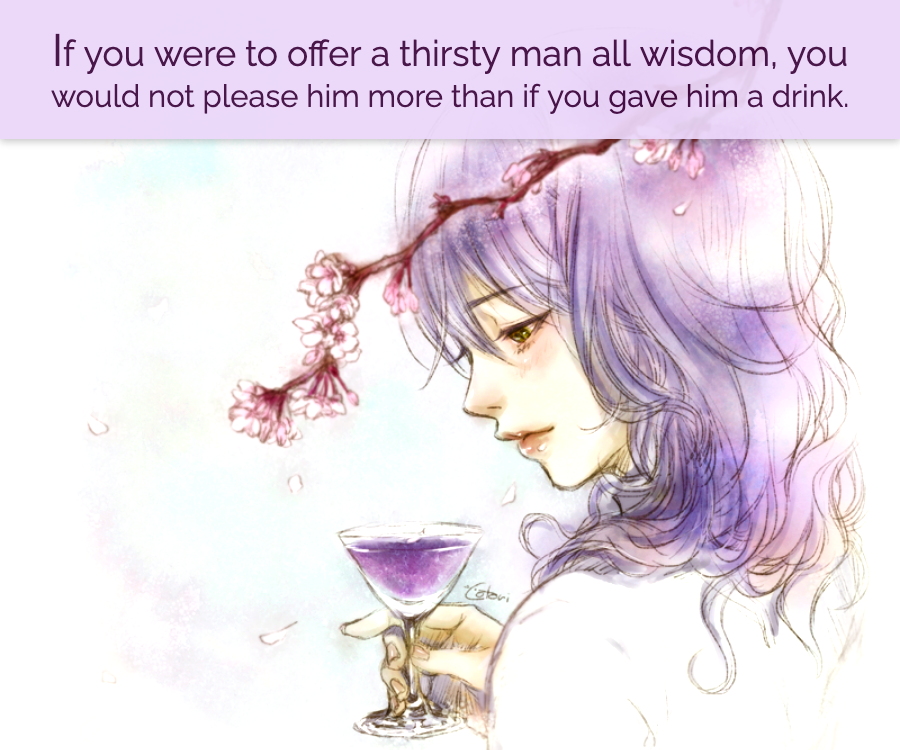 If you were to offer a thirsty man all wisdom, you
would not please him more than if you gave him a drink.